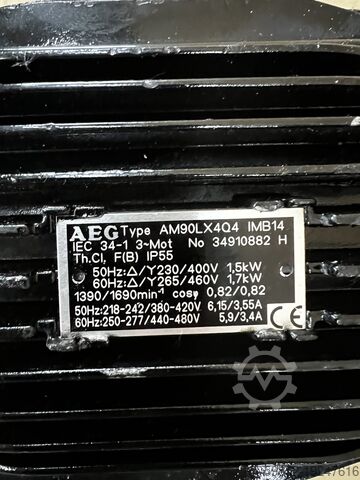 AEG Type AM90LX4Q4 IMB14
IEC 34-1 3~Mot No 34910882 H
Th.Cl, F(B) IP55
50Hz:Δ/Y230/400V 1,5kW
60Hz:Δ/Y265/460V 1,7kW
1390/1690min⁻¹ cosφ 0,82/0,82
50Hz:218-242/380-420V 6,15/3,55A
60Hz:250-277/440-480V 5,9/3,4A
CE